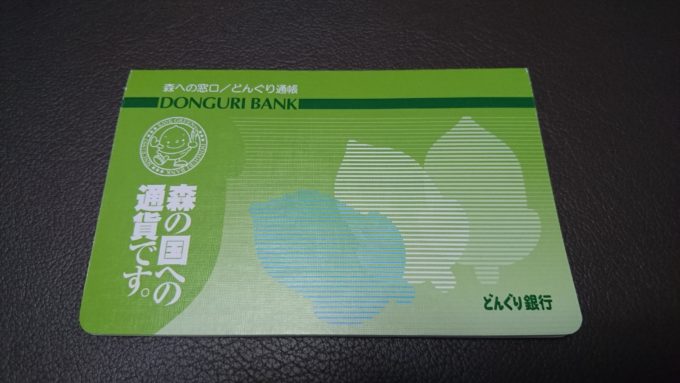 森への窓口/どんぐり通帳
DONGURI BANK
森の国への
通貨です。
どんぐり銀行